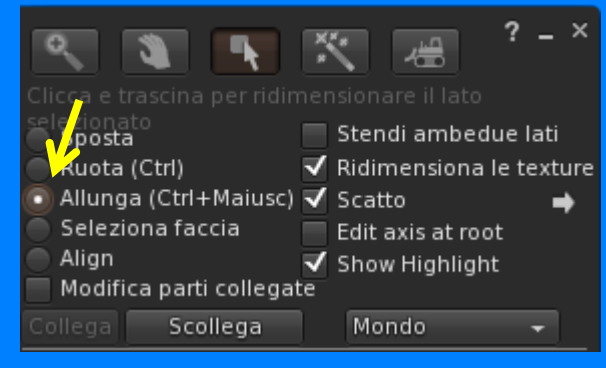 ? _ ×
Clicca e trascina per ridimensionare il lato
selezionato
Sposta
Ruota (Ctrl)
Allunga (Ctrl+Maiusc)
Seleziona faccia
Align
Modifica parti collegate
Stendi ambedue lati
Ridimensiona le texture
Scatto
Edit axis at root
Show Highlight
Collega
Scollega
Mondo